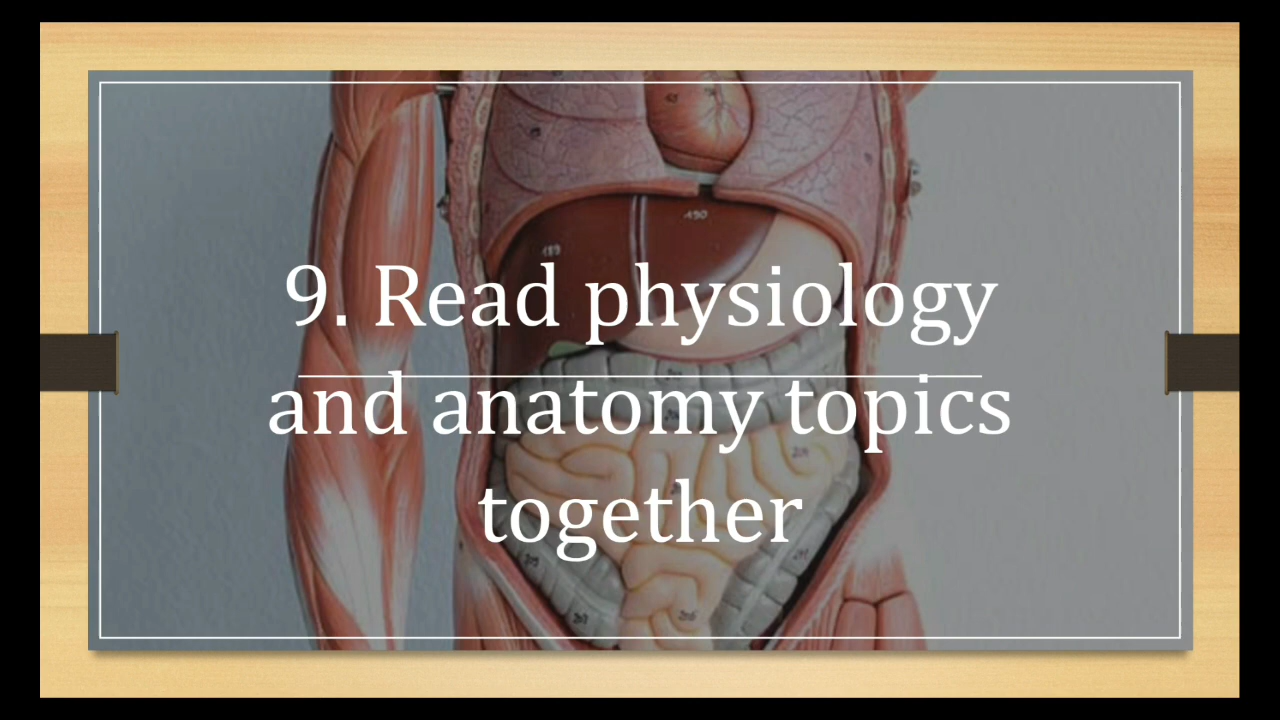 9. Read physiology
and anatomy topics
together